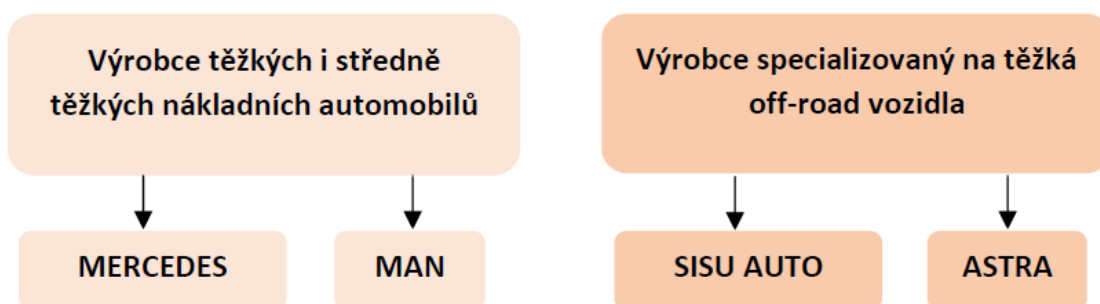 Výrobce těžkých i středně
těžkých nákladních automobilů
Výrobce specializovaný na těžká
off-road vozidla
MERCEDES
MAN
SISU AUTO
ASTRA